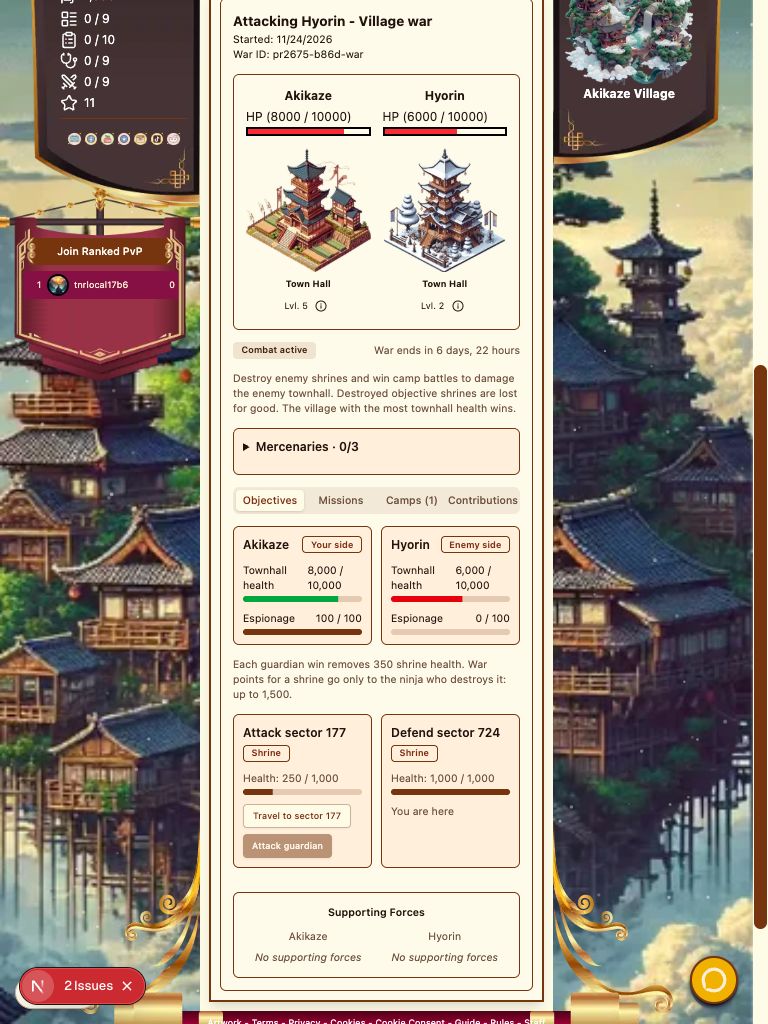 0 / 9
0 / 10
0 / 9
0 / 9
11
Join Ranked PvP
1 tnrlocal17b6 0
Attacking Hyorin - Village war
Started: 11/24/2026
War ID: pr2675-b86d-war
Akikaze
HP (8000 / 10000)
Town Hall
Lvl. 5
Hyorin
HP (6000 / 10000)
Town Hall
Lvl. 2
Combat active
War ends in 6 days, 22 hours
Destroy enemy shrines and win camp battles to damage
the enemy townhall. Destroyed objective shrines are lost
for good. The village with the most townhall health wins.
Mercenaries · 0/3
Objectives Missions Camps (1) Contributions
Akikaze Your side
Townhall health 8,000 / 10,000
Espionage 100 / 100
Hyorin Enemy side
Townhall health 6,000 / 10,000
Espionage 0 / 100
Each guardian win removes 350 shrine health. War
points for a shrine go only to the ninja who destroys it:
up to 1,500.
Attack sector 177
Shrine
Health: 250 / 1,000
Travel to sector 177
Attack guardian
Defend sector 724
Shrine
Health: 1,000 / 1,000
You are here
Supporting Forces
Akikaze Hyorin
No supporting forces No supporting forces
Akikaze Village
N 2 Issues
Artwork - Terms - Privacy - Cookies - Cookie Consent - Guide - Rules - Staff